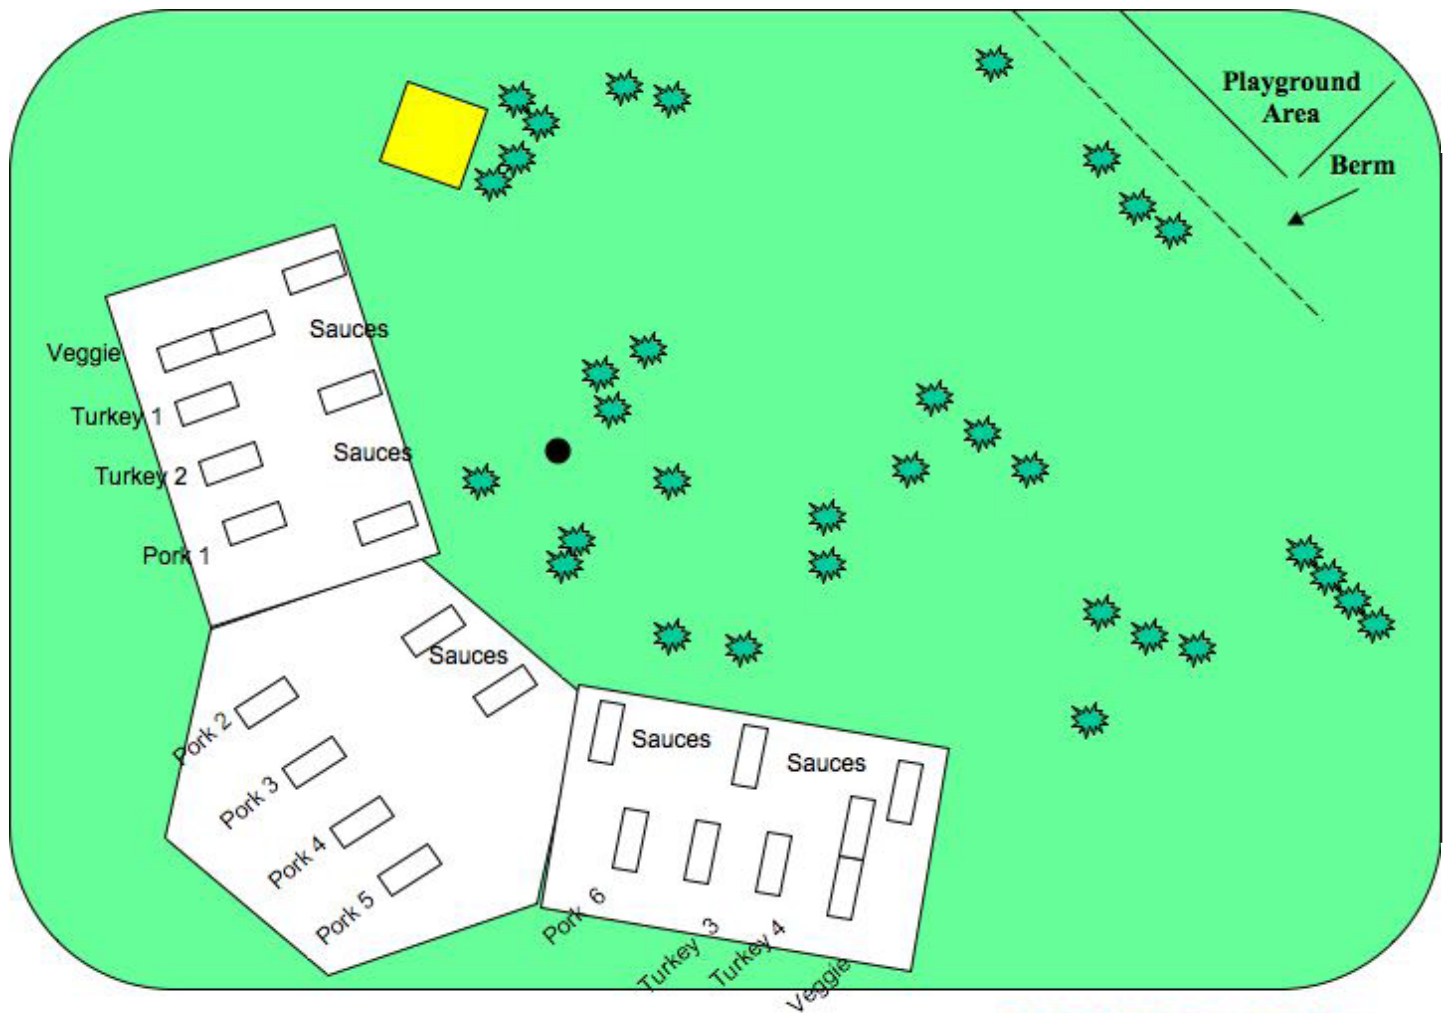 Playground
Area
Berm
Sauces
Veggie
Turkey 1
Sauces
Turkey 2
Pork 1
Sauces
Pork 2
Pork 3
Pork 4
Pork 5
Sauces
Sauces
Pork 6
Turkey 3
Turkey 4
Veggie